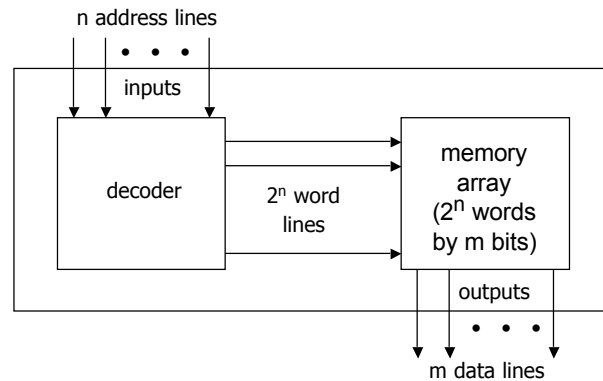 n address lines
• • •
inputs
decoder
2ⁿ word
lines
memory
array
(2ⁿ words
by m bits)
outputs
• • •
m data lines